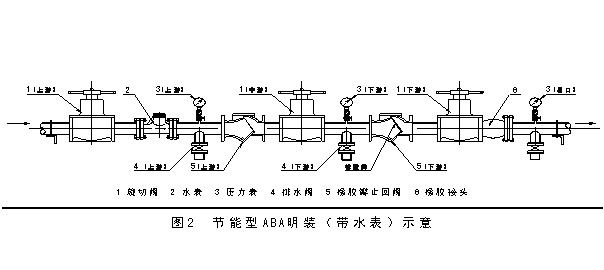 1(上游) 2 3(上游) 1(中游) 3(下游) 1(下游) 6 3(出口)
4(上游) 5(上游) 4(下游) 5(下游)
1 旋切阀 2 水表 3 压力表 4 排水阀 5 橡胶瓣止回阀 6 橡胶接头
图2 节能型ABA明装(带水表)示意